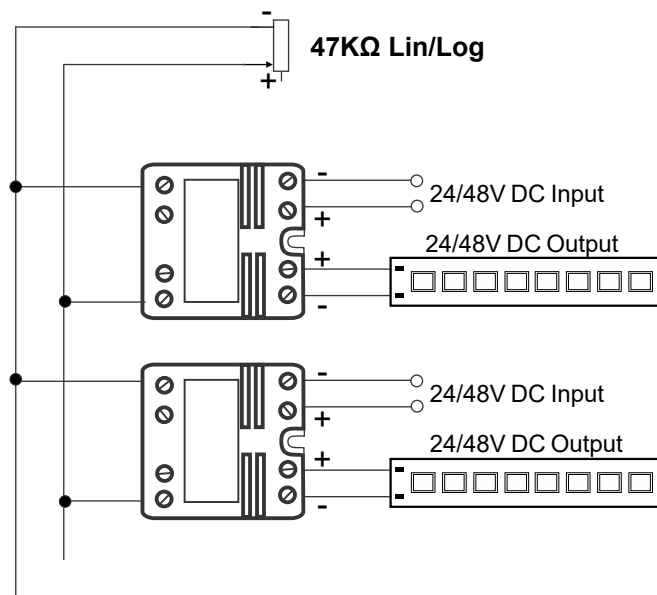 -
47KΩ Lin/Log
+
-
24/48V DC Input
+
+
24/48V DC Output
-
-
24/48V DC Input
+
+
24/48V DC Output
-